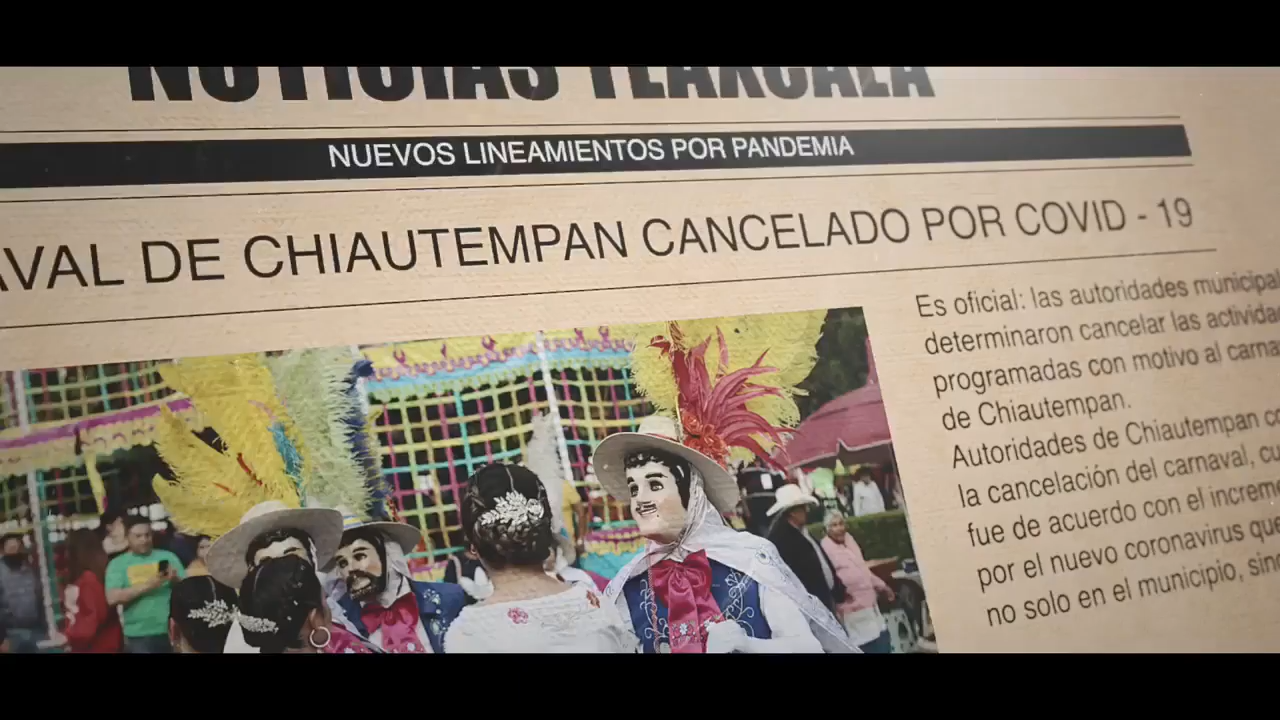 NOTICIAS TLAXCALA
NUEVOS LINEAMIENTOS POR PANDEMIA
DE CHIAUTEMPAN CANCELADO POR COVID - 19
Es oficial: las autoridades
determinaron cancelar las
programadas con motivo al
de Chiautempan.
Autoridades de Chiautempan
la cancelación del carnaval,
fue de acuerdo con el
por el nuevo coronavirus
no solo en el municipio,